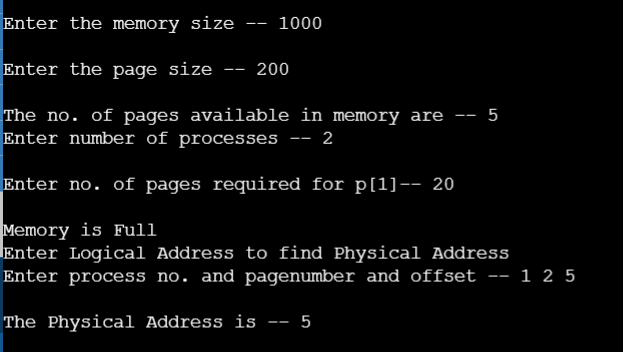 Enter the memory size -- 1000
Enter the page size -- 200
The no. of pages available in memory are -- 5
Enter number of processes -- 2
Enter no. of pages required for p[1]-- 20
Memory is Full
Enter Logical Address to find Physical Address
Enter process no. and pagenumber and offset -- 1 2 5
The Physical Address is -- 5